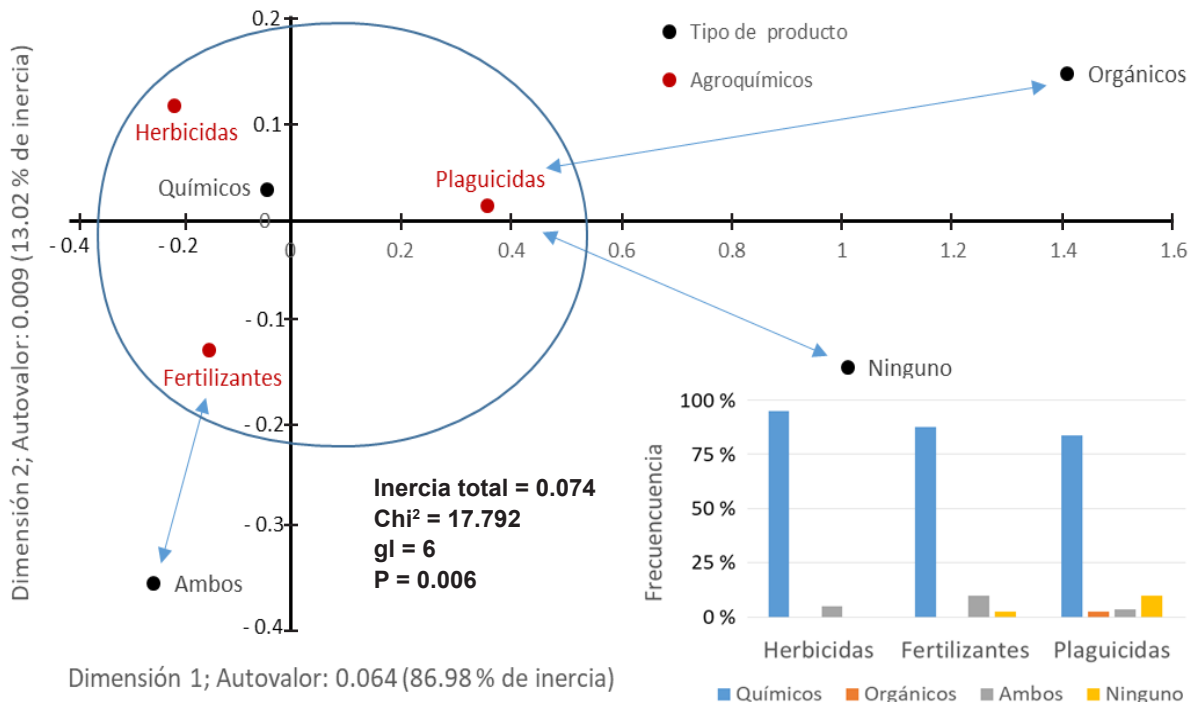 Dimensión 2; Autovalor: 0.009 (13.02 % de inercia)
0.2
Tipo de producto
Orgánicos
Agroquímicos
0.1
Herbicidas
Químicos
Plaguicidas
0
- 0.4
- 0.2
0
0.2
0.4
0.6
0.8
1
1.2
1.4
1.6
- 0.1
Fertilizantes
Ninguno
- 0.2
- 0.3
Ambos
- 0.4
Inercia total = 0.074
Chi² = 17.792
gl = 6
P = 0.006
Dimensión 1; Autovalor: 0.064 (86.98 % de inercia)
Frecuencuencia
100 %
75 %
50 %
25 %
0 %
Herbicidas Fertilizantes Plaguicidas
Químicos Orgánicos Ambos Ninguno